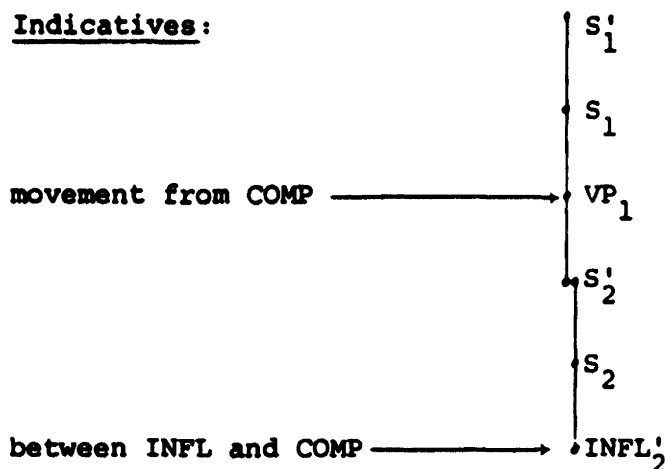 Indicatives:
S'1
S1
movement from COMP VP1
S'2
S2
between INFL and COMP INFL'2